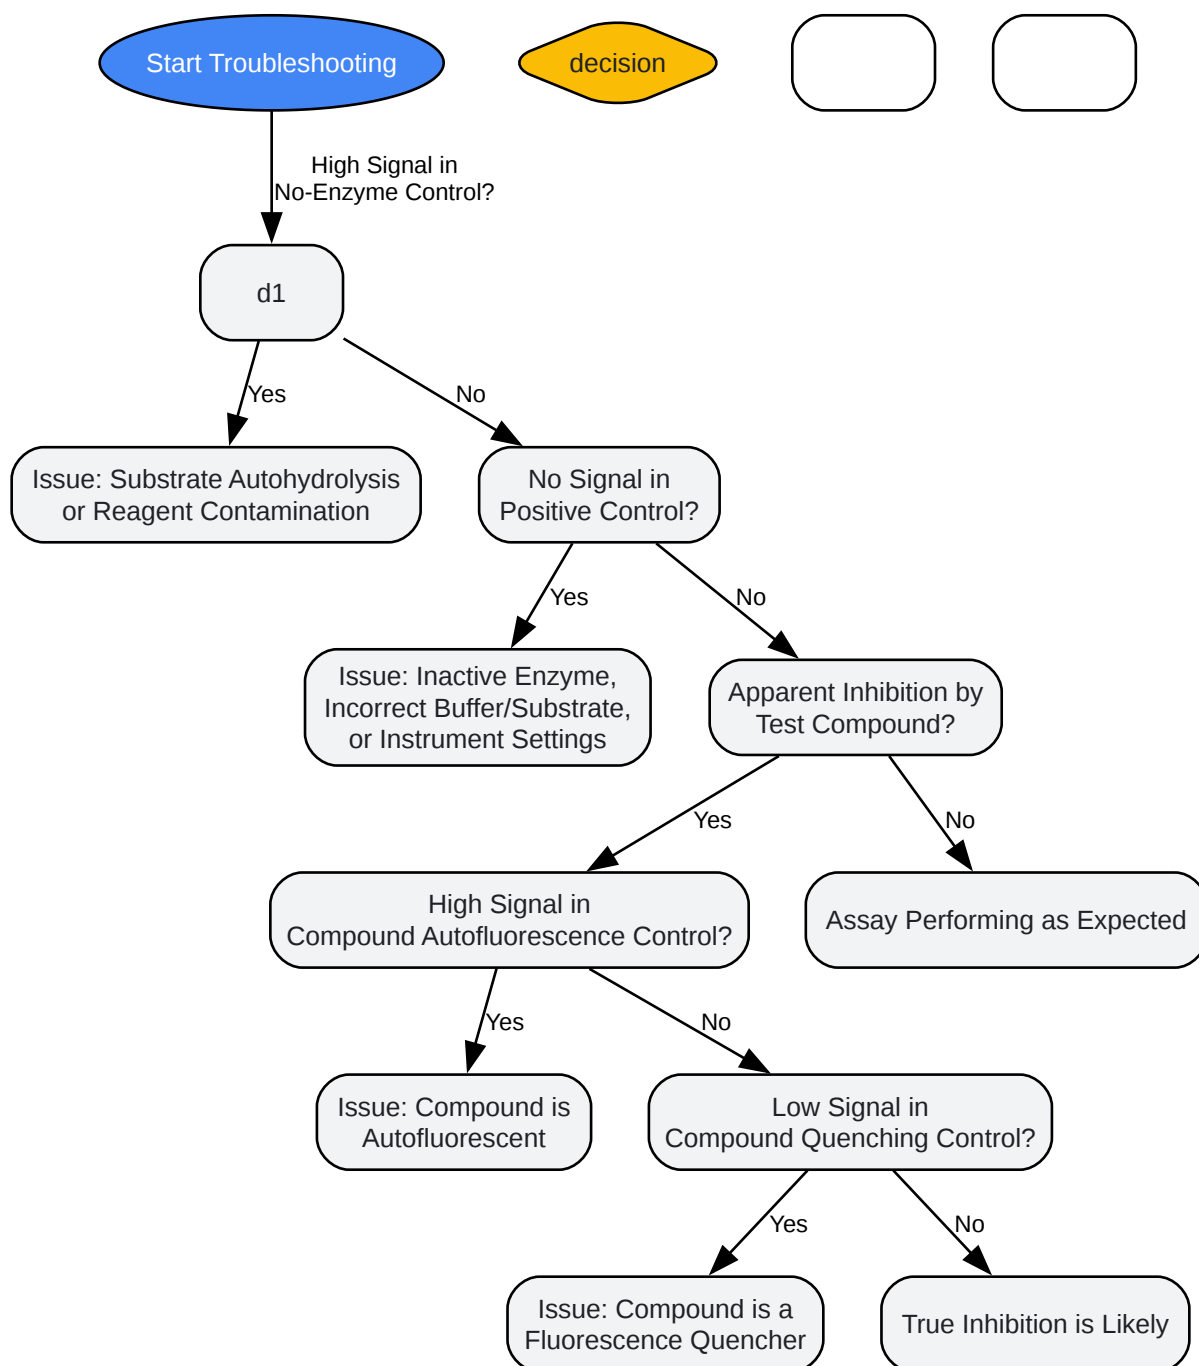 Start Troubleshooting
decision
High Signal in
No-Enzyme Control?
d1
Yes
No
Issue: Substrate Autohydrolysis
or Reagent Contamination
No Signal in
Positive Control?
Yes
No
Issue: Inactive Enzyme,
Incorrect Buffer/Substrate,
or Instrument Settings
Apparent Inhibition by
Test Compound?
Yes
No
High Signal in
Compound Autofluorescence Control?
Assay Performing as Expected
Yes
No
Issue: Compound is
Autofluorescent
Low Signal in
Compound Quenching Control?
Yes
No
Issue: Compound is a
Fluorescence Quencher
True Inhibition is Likely